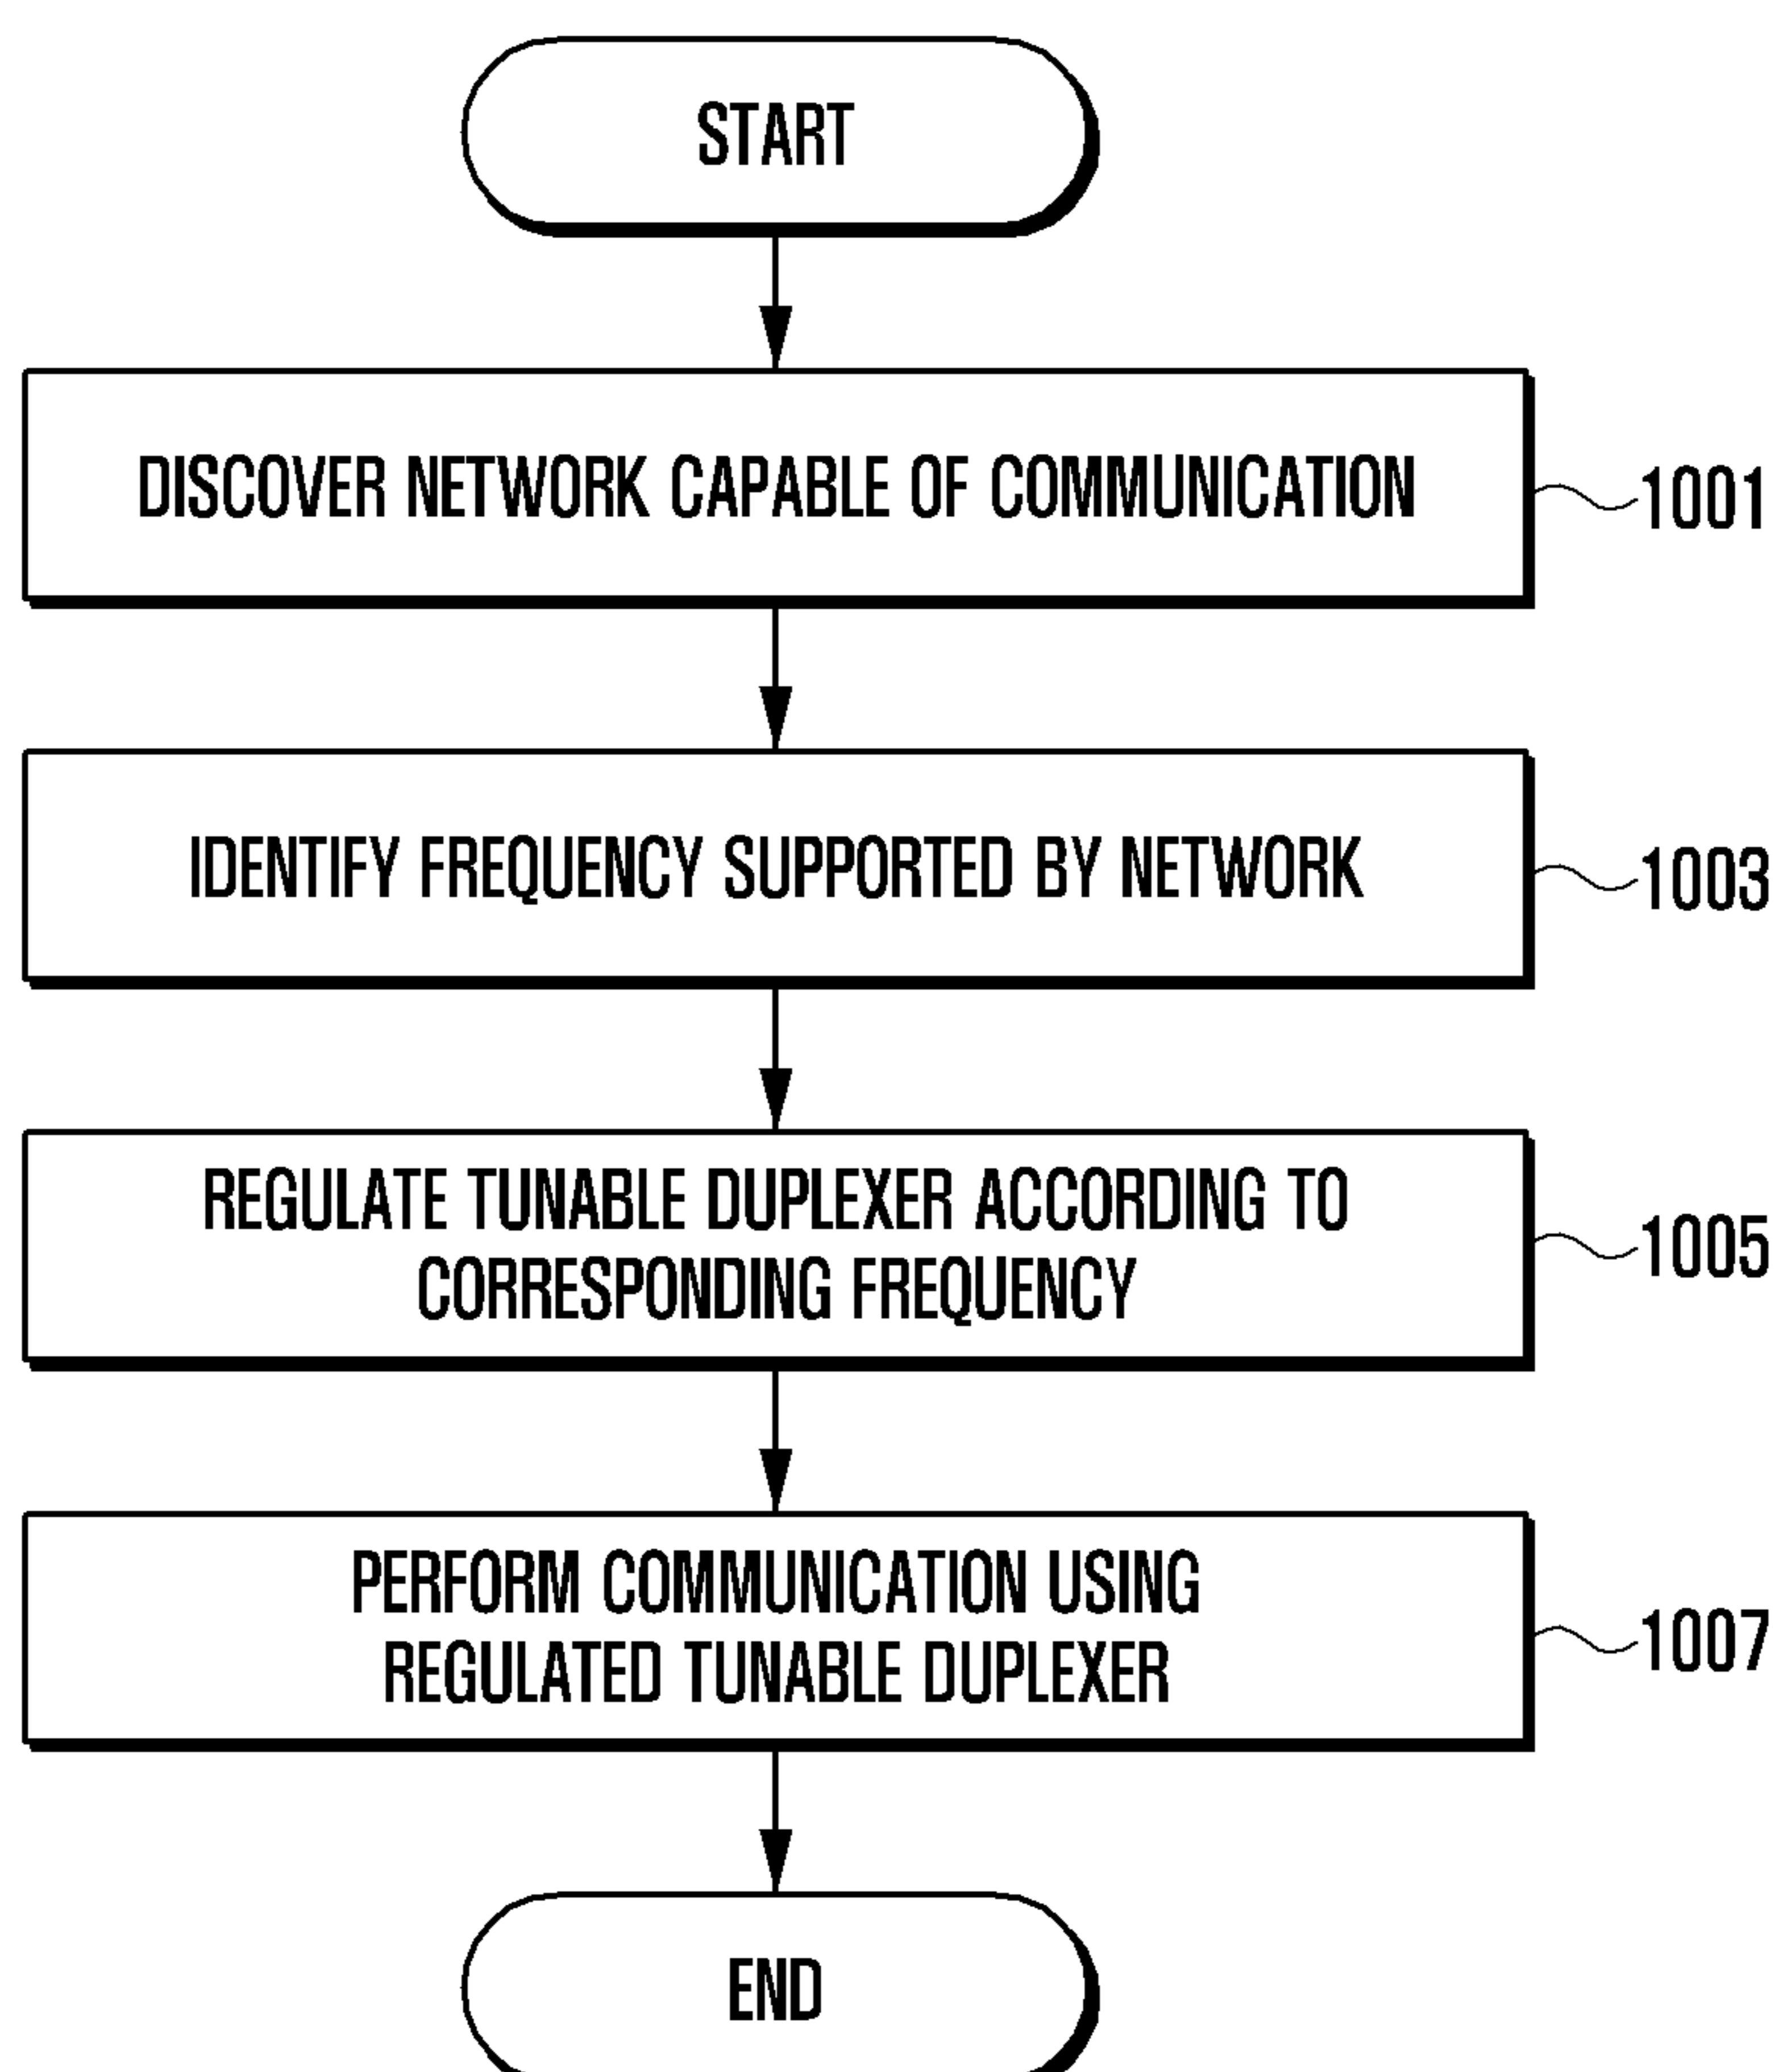 START
DISCOVER NETWORK CAPABLE OF COMMUNICATION
1001
IDENTIFY FREQUENCY SUPPORTED BY NETWORK
1003
REGULATE TUNABLE DUPLEXER ACCORDING TO
CORRESPONDING FREQUENCY
1005
PERFORM COMMUNICATION USING
REGULATED TUNABLE DUPLEXER
1007
END